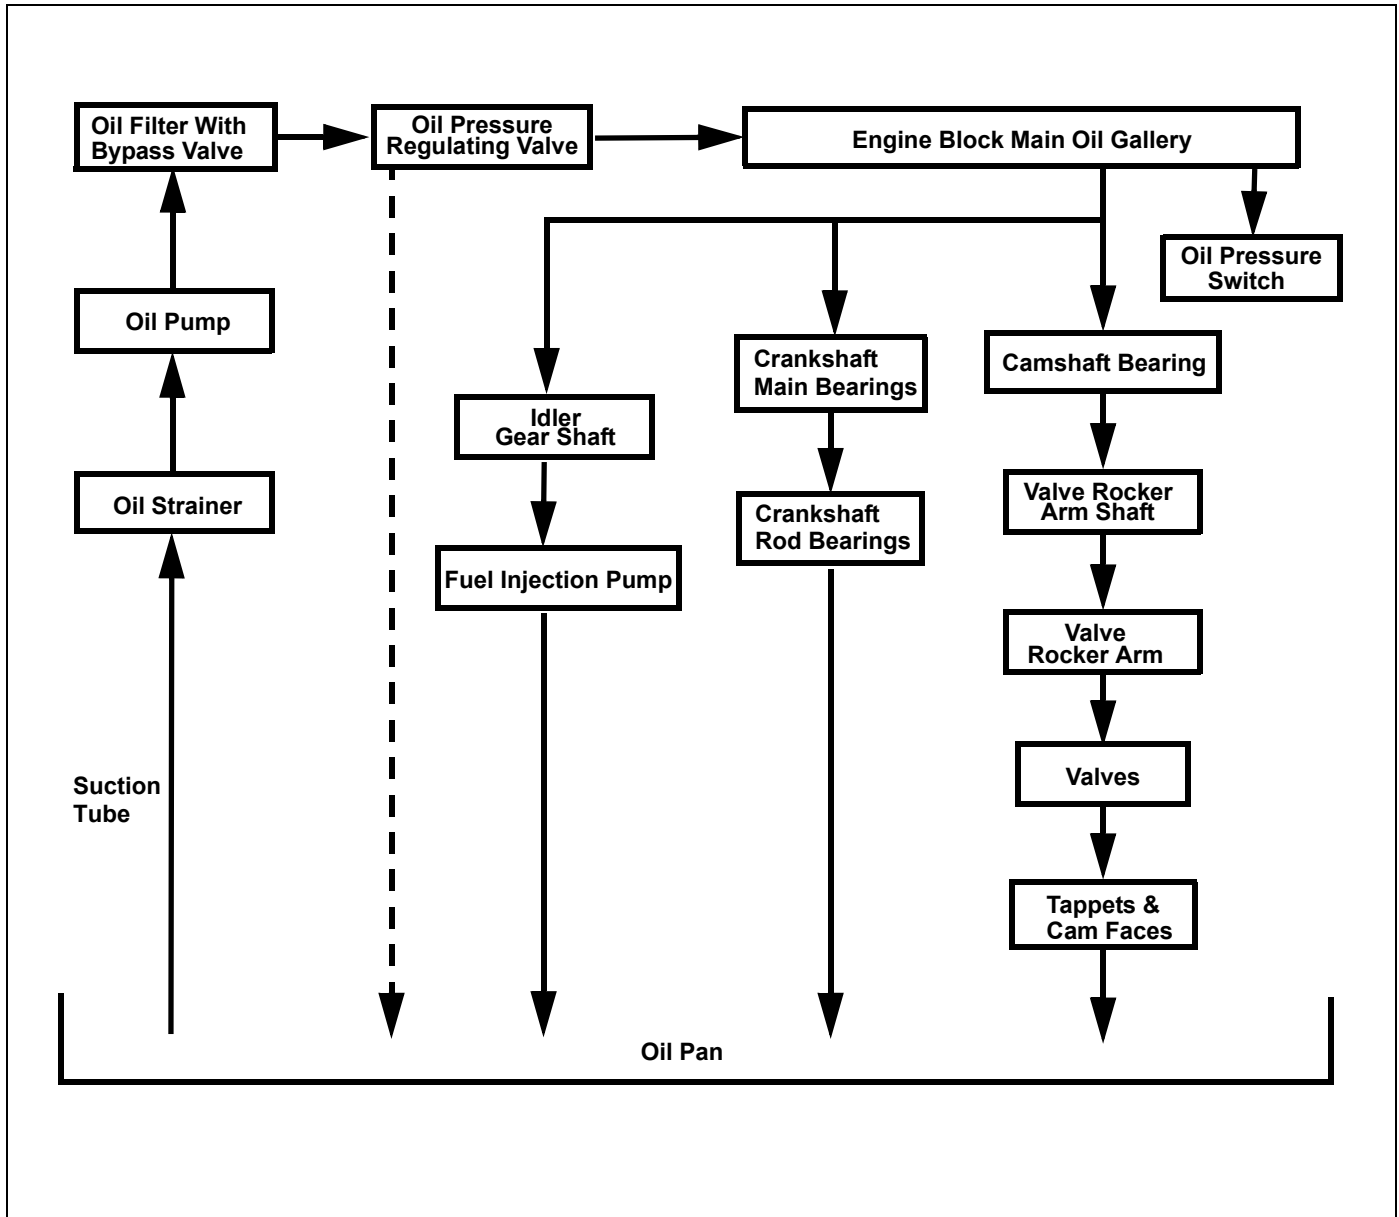 Oil Filter With
Bypass Valve
Oil Pressure
Regulating Valve
Engine Block Main Oil Gallery
Oil Pressure
Switch
Oil Pump
Crankshaft
Main Bearings
Camshaft Bearing
Idler
Gear Shaft
Oil Strainer
Crankshaft
Rod Bearings
Valve Rocker
Arm Shaft
Fuel Injection Pump
Valve
Rocker Arm
Suction
Tube
Valves
Tappets &
Cam Faces
Oil Pan